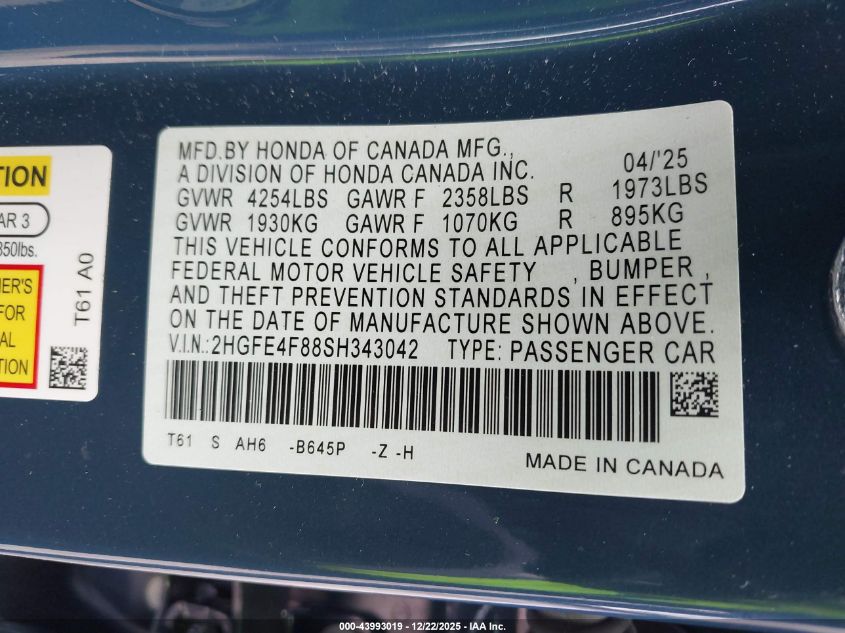 MFD.BY HONDA OF CANADA MFG.,
A DIVISION OF HONDA CANADA INC. 04/'25
GVWR 4254LBS GAWR F 2358LBS R 1973LBS
GVWR 1930KG GAWR F 1070KG R 895KG
THIS VEHICLE CONFORMS TO ALL APPLICABLE
FEDERAL MOTOR VEHICLE SAFETY , BUMPER ,
AND THEFT PREVENTION STANDARDS IN EFFECT
ON THE DATE OF MANUFACTURE SHOWN ABOVE.
V.I.N.:2HGFE4F88SH343042 TYPE: PASSENGER CAR
T61 S AH6 -B645P -Z -H
MADE IN CANADA
AR 3
350lbs.
T61 A0
FOR
000-43993019 - 12/22/2025 - IAA Inc.